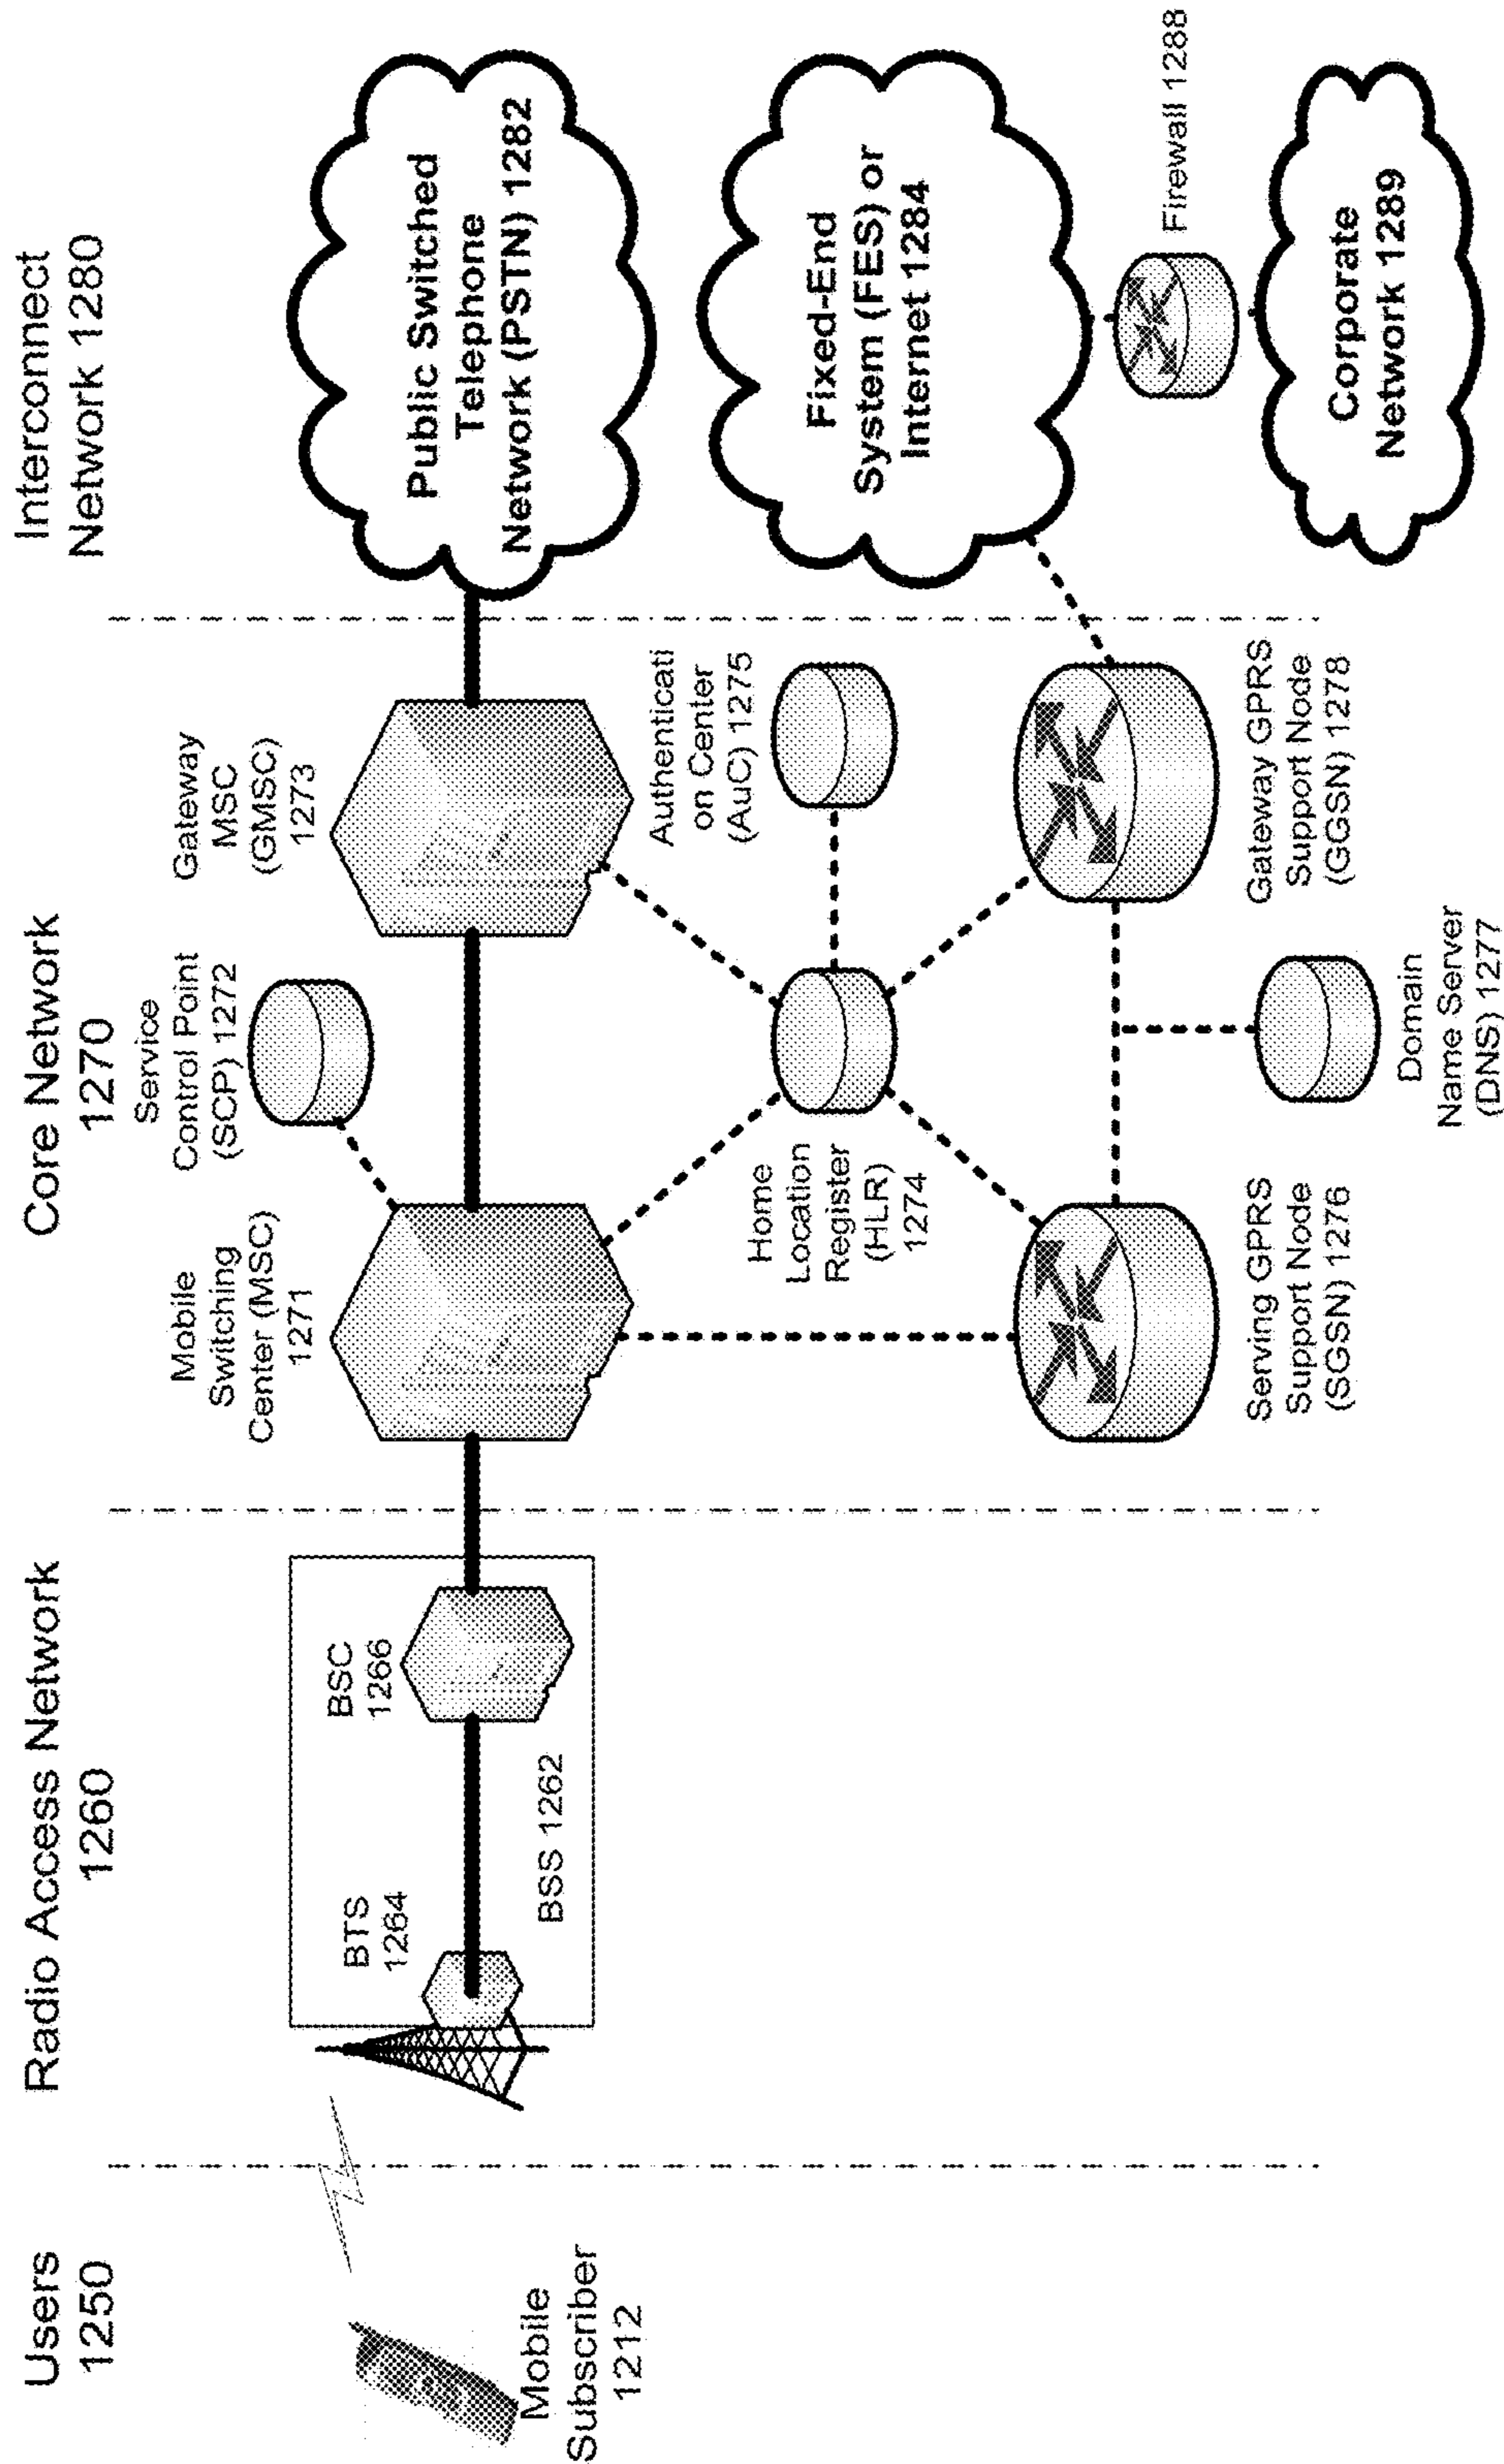 Users
1250
Radio Access Network
1260
Core Network
1270
Interconnect
Network 1280
Mobile
Subscriber
1212
BTS
1264
BSC
1266
BSS 1262
Mobile
Switching
Center (MSC)
1271
Service
Control Point
(SCP) 1272
Gateway
MSC
(GMSC)
1273
Home
Location
Register
(HLR)
1274
Authenticati
on Center
(AuC) 1275
Serving GPRS
Support Node
(SGSN) 1276
Domain
Name Server
(DNS) 1277
Gateway GPRS
Support Node
(GGSN) 1278
Public Switched
Telephone
Network (PSTN) 1282
Fixed-End
System (FES) or
Internet 1284
Firewall 1288
Corporate
Network 1289